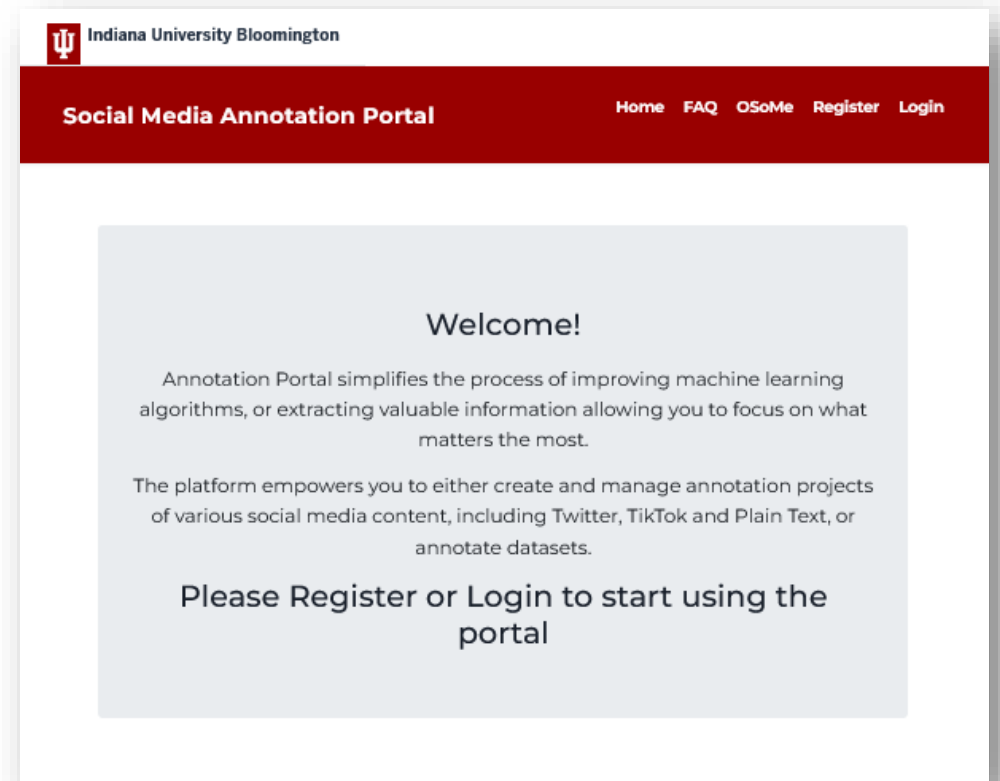 Indiana University Bloomington
Social Media Annotation Portal
Home FAQ OSoMe Register Login
Welcome!
Annotation Portal simplifies the process of improving machine learning
algorithms, or extracting valuable information allowing you to focus on what
matters the most.
The platform empowers you to either create and manage annotation projects
of various social media content, including Twitter, TikTok and Plain Text, or
annotate datasets.
Please Register or Login to start using the
portal